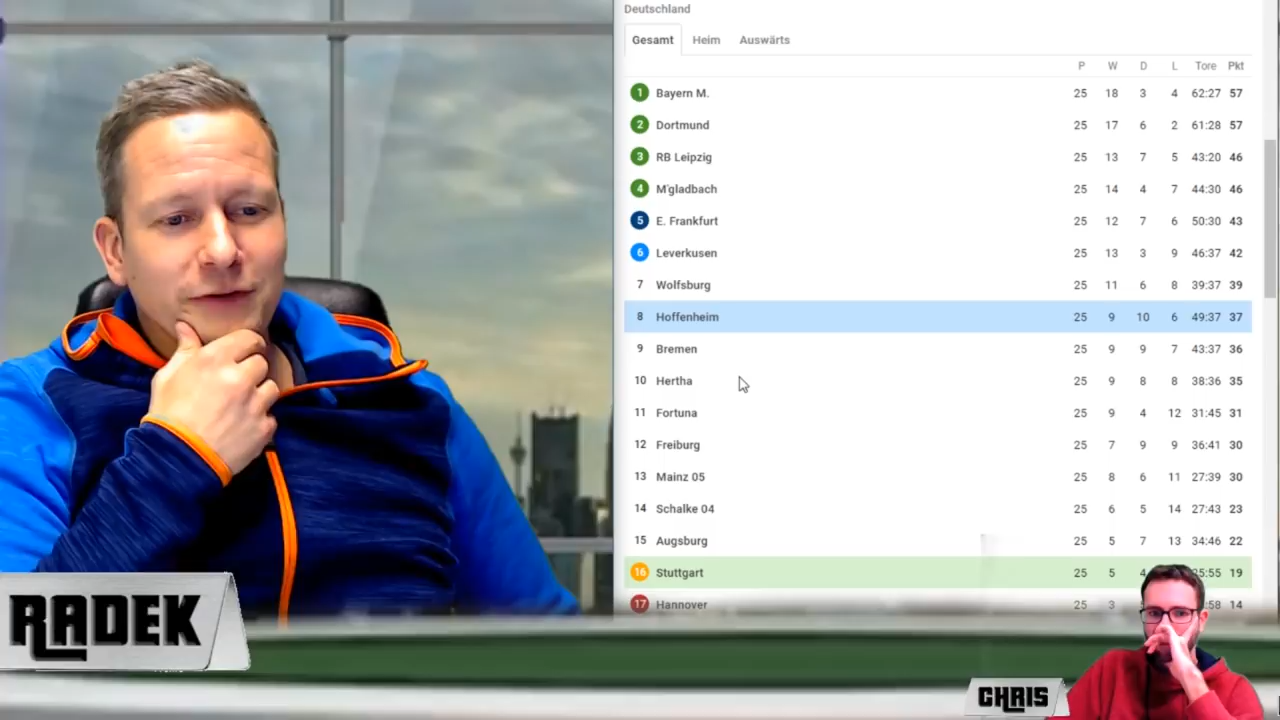 Deutschland
Gesamt Heim Auswärts
P W D L Tore Pkt
1 Bayern M. 25 18 3 4 62:27 57
2 Dortmund 25 17 6 2 61:28 57
3 RB Leipzig 25 13 7 5 43:20 46
4 M'gladbach 25 14 4 7 44:30 46
5 E. Frankfurt 25 12 7 6 50:30 43
6 Leverkusen 25 13 3 9 46:37 42
7 Wolfsburg 25 11 6 8 39:37 39
8 Hoffenheim 25 9 10 6 49:37 37
9 Bremen 25 9 9 7 43:37 36
10 Hertha 25 9 8 8 38:36 35
11 Fortuna 25 9 4 12 31:45 31
12 Freiburg 25 7 9 9 36:41 30
13 Mainz 05 25 8 6 11 27:39 30
14 Schalke 04 25 6 5 14 27:43 23
15 Augsburg 25 5 7 13 34:46 22
16 Stuttgart 25 5 4 :55 19
17 Hannover 25 3 :58 14
RADEK
CHRIS